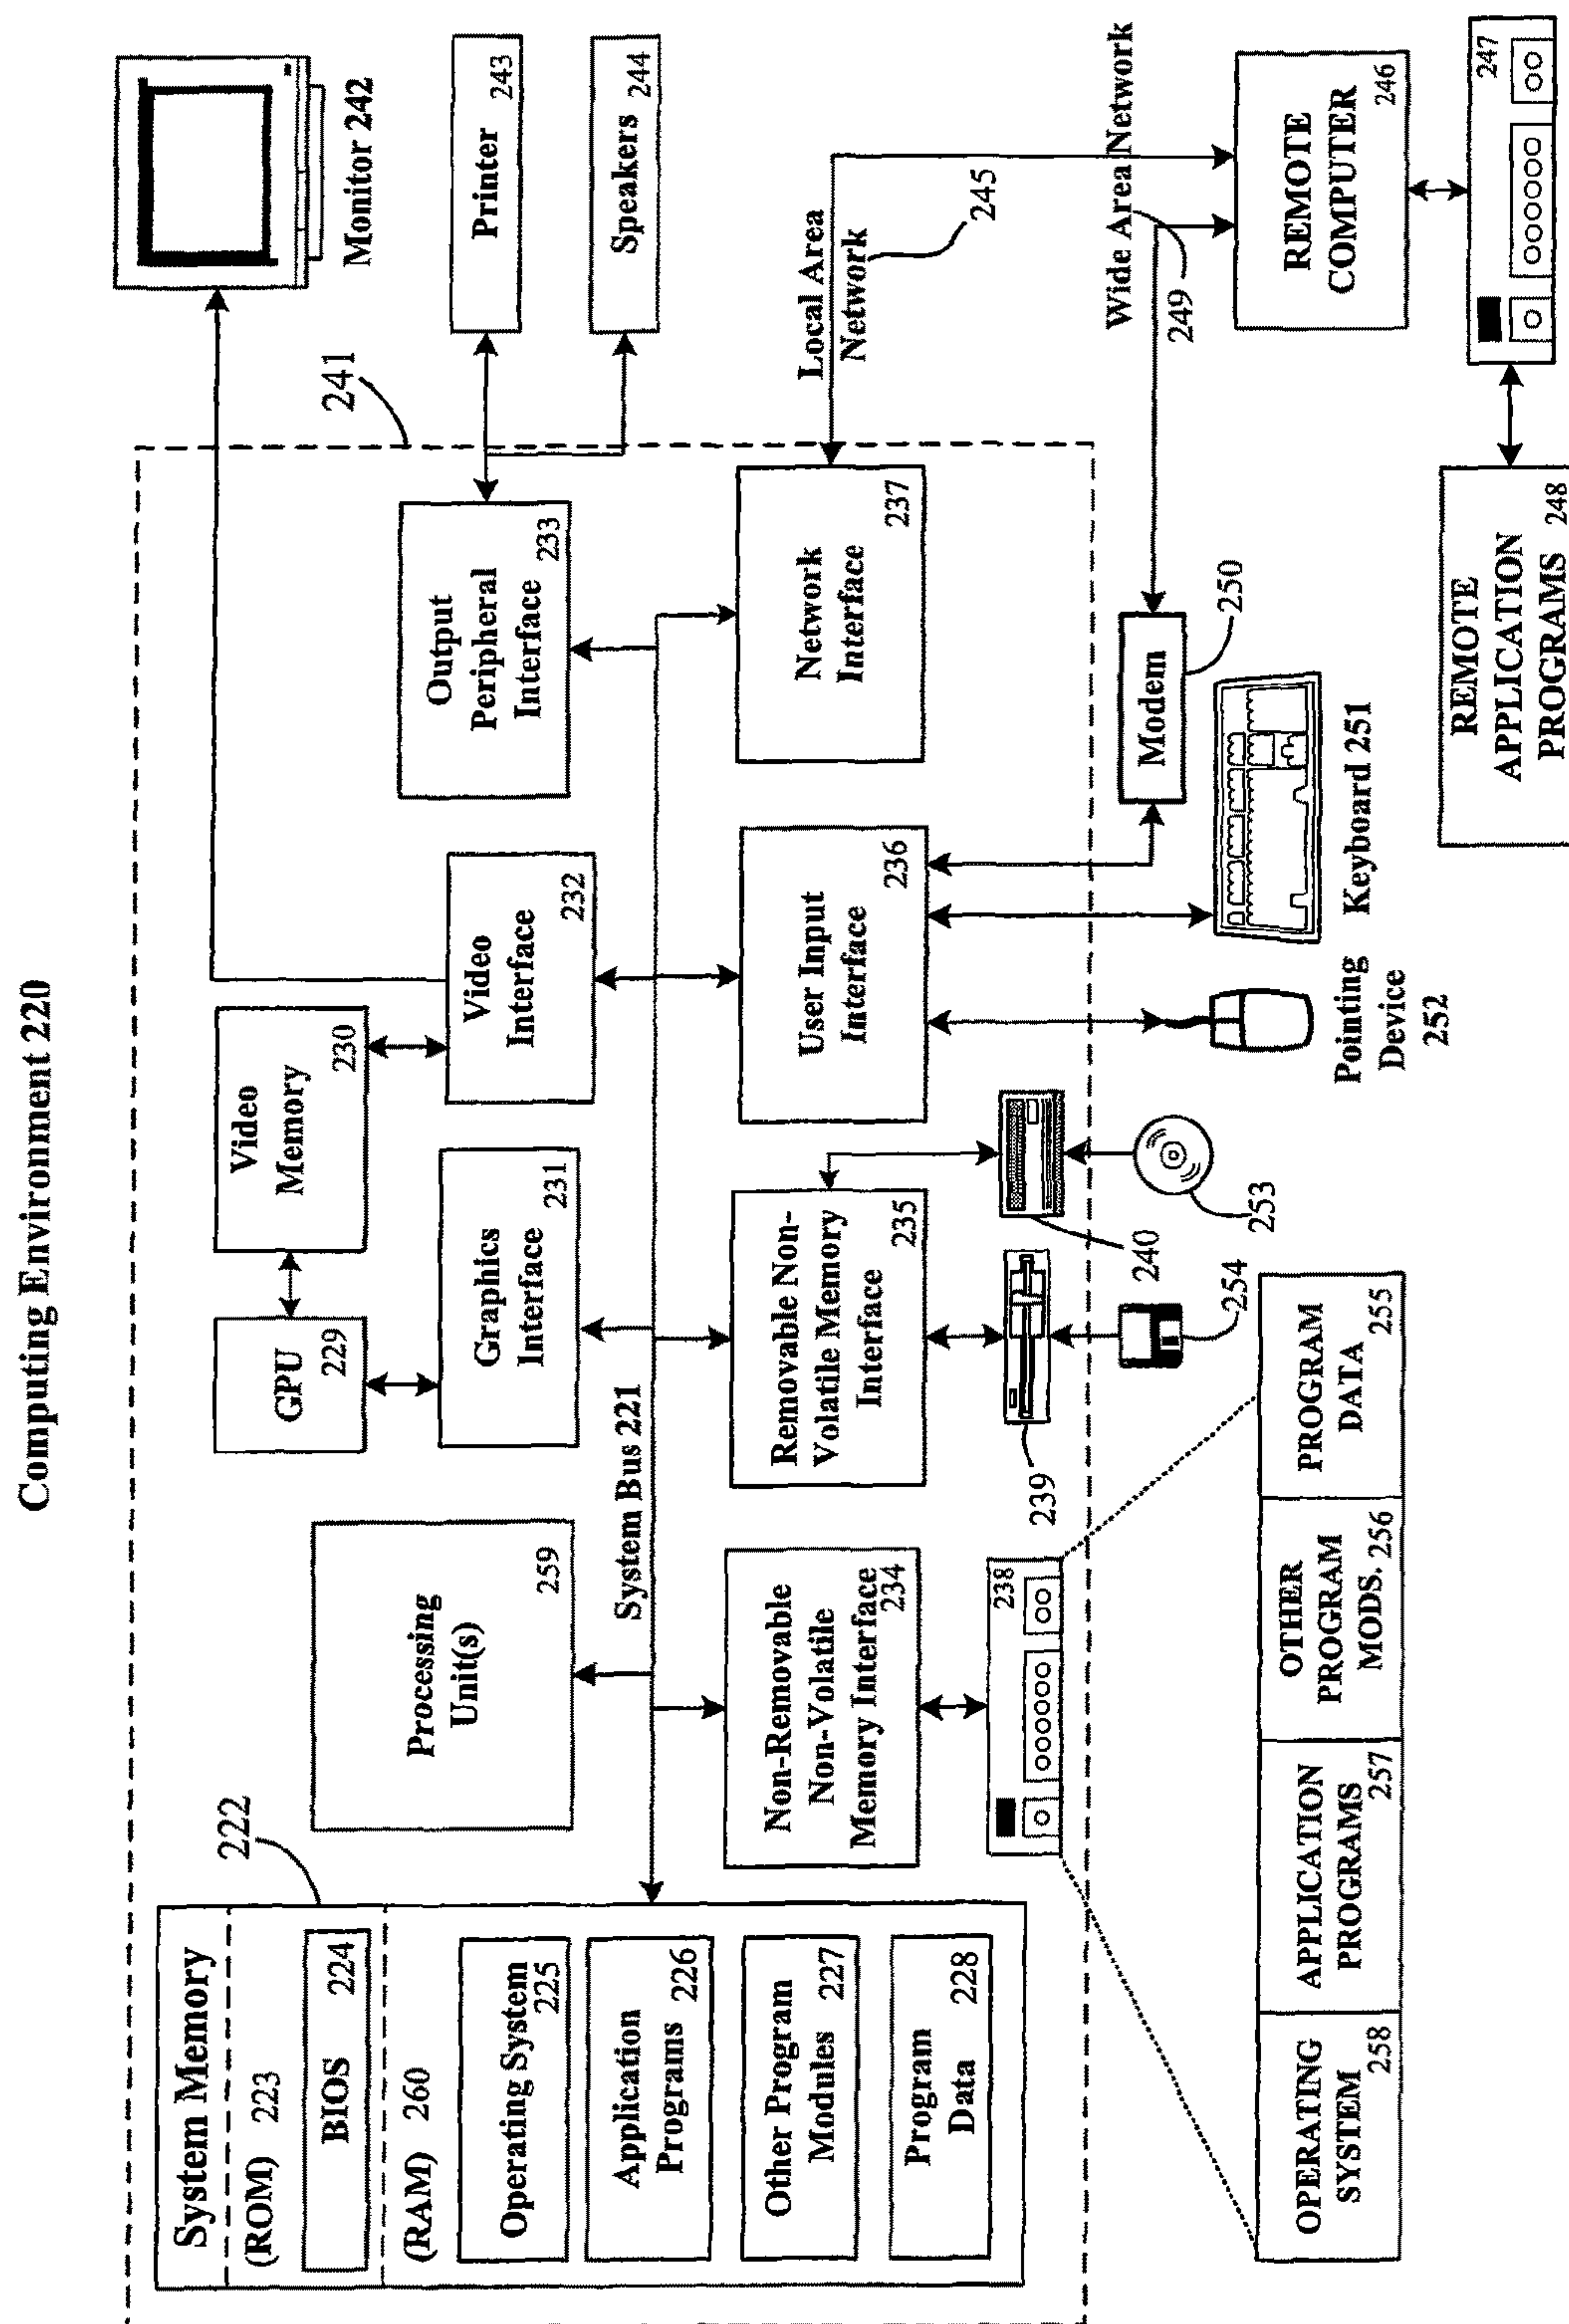 Computing Environment 220
System Memory
(ROM) 223
BIOS 224
(RAM) 260
Operating System
225
Application
Programs 226
Other Program
Modules 227
Program
Data 228
222
Processing
Unit(s)
259
System Bus 221
GPU
229
Video
Memory
230
Graphics
Interface
231
Video
Interface
232
Output
Peripheral
Interface
233
241
Monitor 242
Printer
243
Speakers
244
Non-Removable
Non-Volatile
Memory Interface
234
Removable Non-
Volatile Memory
Interface
235
User Input
Interface
236
Network
Interface
237
Local Area
Network
245
Wide Area Network
249
238
239
240
253
254
Modem
250
Keyboard 251
Pointing
Device
252
REMOTE
COMPUTER
246
247
REMOTE
APPLICATION
PROGRAMS 248
OPERATING
SYSTEM
258
APPLICATION
PROGRAMS
257
OTHER
PROGRAM
MODS. 256
PROGRAM
DATA
255